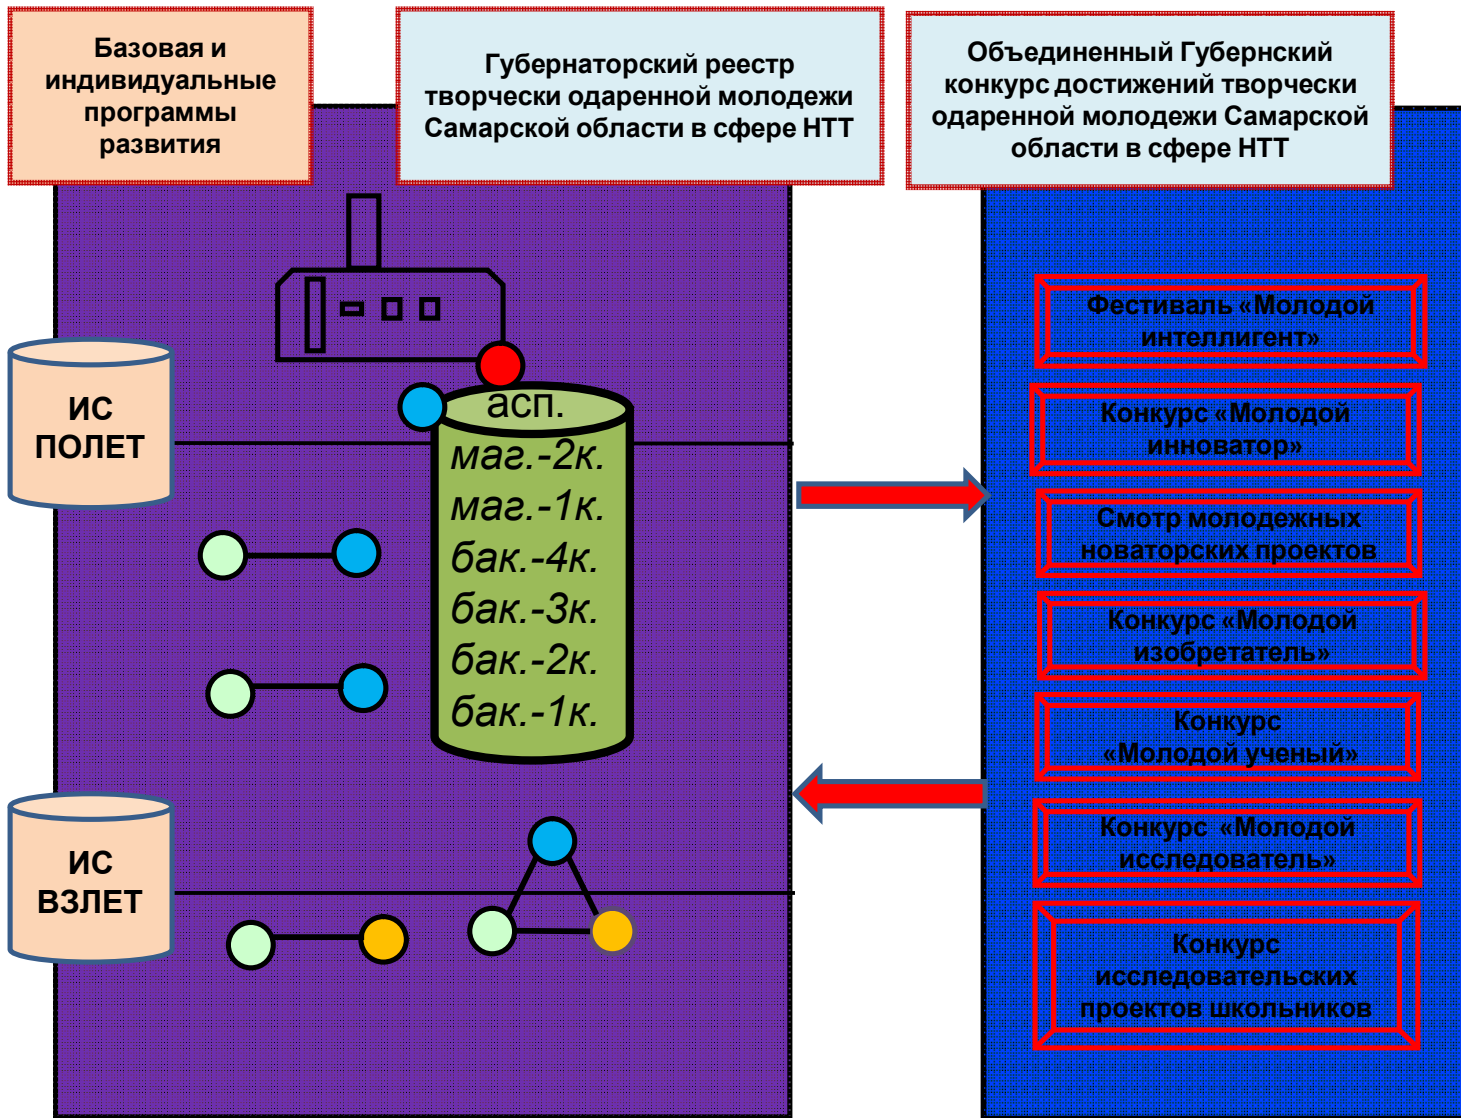 Базовая и
индивидуальные
программы
развития
Губернаторский реестр
творчески одаренной молодежи
Самарской области в сфере НТТ
Объединенный Губернский
конкурс достижений творчески
одаренной молодежи Самарской
области в сфере НТТ
ИС
ПОЛЕТ
асп.
маг.-2к.
маг.-1к.
бак.-4к.
бак.-3к.
бак.-2к.
бак.-1к.
ИС
ВЗЛЕТ
Фестиваль «Молодой
интеллигент»
Конкурс «Молодой
инноватор»
Смотр молодежных
новаторских проектов
Конкурс «Молодой
изобретатель»
Конкурс
«Молодой ученый»
Конкурс «Молодой
исследователь»
Конкурс
исследовательских
проектов школьников